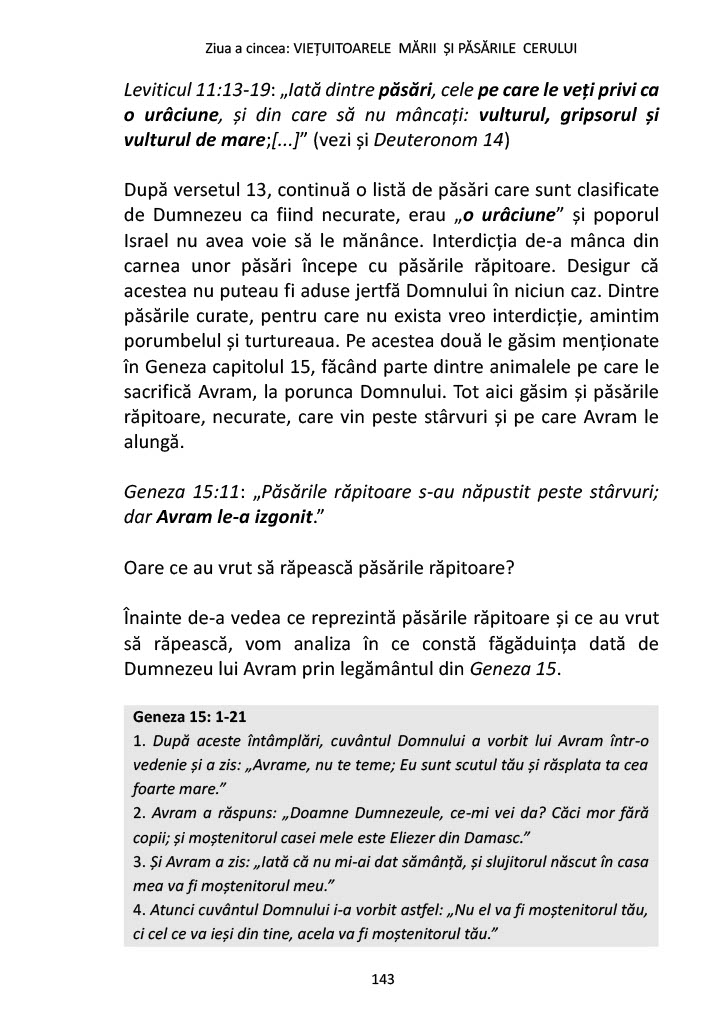 Ziua a cincea: VIEȚUITOARELE MĂRII ȘI PĂSĂRILE CERULUI
Leviticul 11:13-19: „Iată dintre păsări, cele pe care le veți privi ca
o urâciune, și din care să nu mâncați: vulturul, gripsorul și
vulturul de mare;[...]” (vezi și Deuteronom 14)
După versetul 13, continuă o listă de păsări care sunt clasificate
de Dumnezeu ca fiind necurate, erau „o urâciune” și poporul
Israel nu avea voie să le mănânce. Interdicția de-a mânca din
carnea unor păsări începe cu păsările răpitoare. Desigur că
acestea nu puteau fi aduse jertfă Domnului în niciun caz. Dintre
păsările curate, pentru care nu exista vreo interdicție, amintim
porumbelul și turtureaua. Pe acestea două le găsim menționate
în Geneza capitolul 15, făcând parte dintre animalele pe care le
sacrifică Avram, la porunca Domnului. Tot aici găsim și păsările
răpitoare, necurate, care vin peste stârvuri și pe care Avram le
alungă.
Geneza 15:11: „Păsările răpitoare s-au năpustit peste stârvuri;
dar Avram le-a izgonit.”
Oare ce au vrut să răpească păsările răpitoare?
Înainte de-a vedea ce reprezintă păsările răpitoare și ce au vrut
să răpească, vom analiza în ce constă făgăduința dată de
Dumnezeu lui Avram prin legământul din Geneza 15.
Geneza 15: 1-21
1. După aceste întâmplări, cuvântul Domnului a vorbit lui Avram într-o
vedenie și a zis: „Avrame, nu te teme; Eu sunt scutul tău și răsplata ta cea
foarte mare.”
2. Avram a răspuns: „Doamne Dumnezeule, ce-mi vei da? Căci mor fără
copii; și moștenitorul casei mele este Eliezer din Damasc.”
3. Și Avram a zis: „Iată că nu mi-ai dat sămânță, și slujitorul născut în casa
mea va fi moștenitorul meu.”
4. Atunci cuvântul Domnului i-a vorbit astfel: „Nu el va fi moștenitorul tău,
ci cel ce va ieși din tine, acela va fi moștenitorul tău.”
143